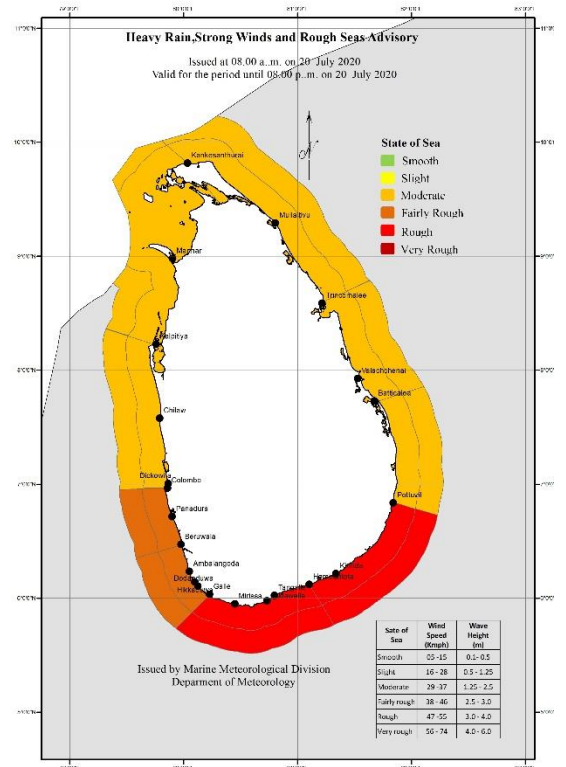 Heavy Rain,Strong Winds and Rough Seas Advisory
Issued at 08.00 a..m. on 20 July 2020
Valid for the period until 08.00 p..m. on 20 July 2020
State of Sea
Smooth
Slight
Moderate
Fairly Rough
Rough
Very Rough
Kankesanthurai
Mullaitivu
Mannar
Trincomalee
Kalpitiya
Valachchenai
Batticaloa
Chilaw
Dickowita
Colombo
Pottuvil
Panadura
Beruwala
Ambalangoda
Dodanduwa
Hikkaduwa
Galle
Mirissa
Tangalle
Hambantota
Kirinda
Issued by Marine Meteorological Division
Deparment of Meteorology
Sate of Sea Wind Speed (Kmph) Wave Height (m)
Smooth 05 -15 0.1- 0.5
Slight 16 - 28 0.5 - 1.25
Moderate 29 -37 1.25 - 2.5
Fairly rough 38 - 46 2.5 - 3.0
Rough 47 -55 3.0 - 4.0
Very rough 56 - 74 4.0 - 6.0